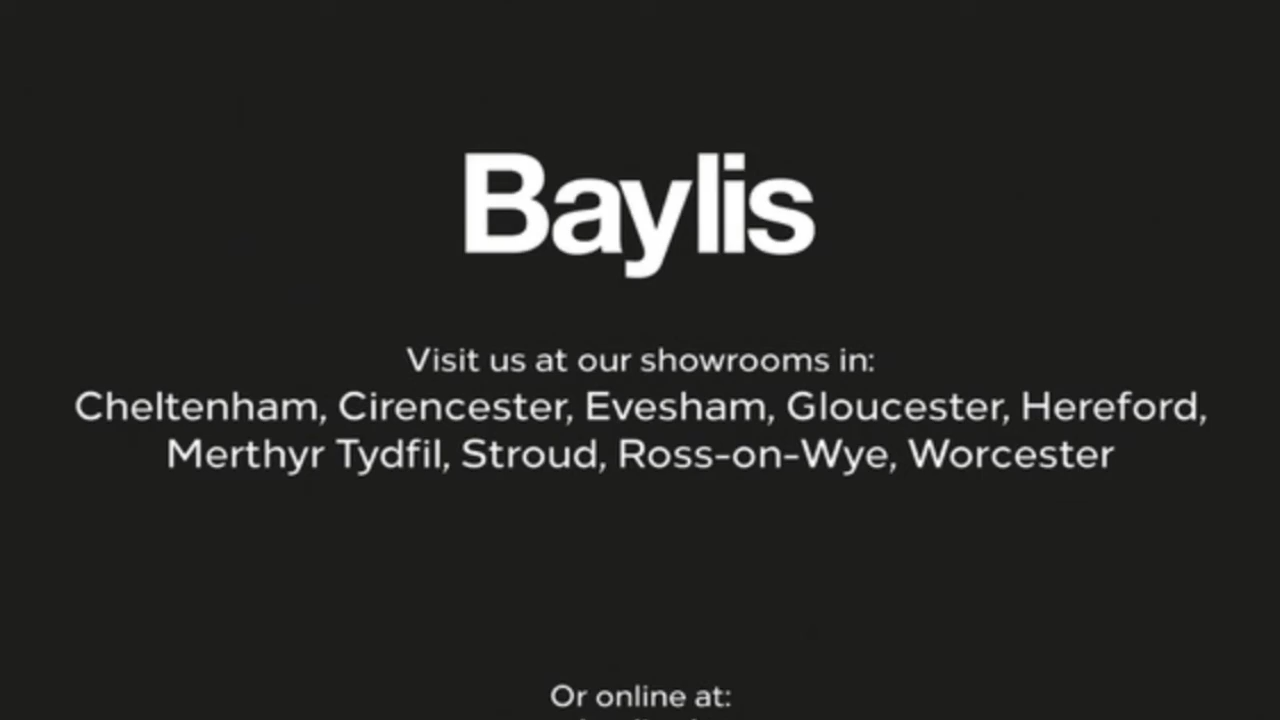 Baylis
Visit us at our showrooms in:
Cheltenham, Cirencester, Evesham, Gloucester, Hereford,
Merthyr Tydfil, Stroud, Ross-on-Wye, Worcester
Or online at: